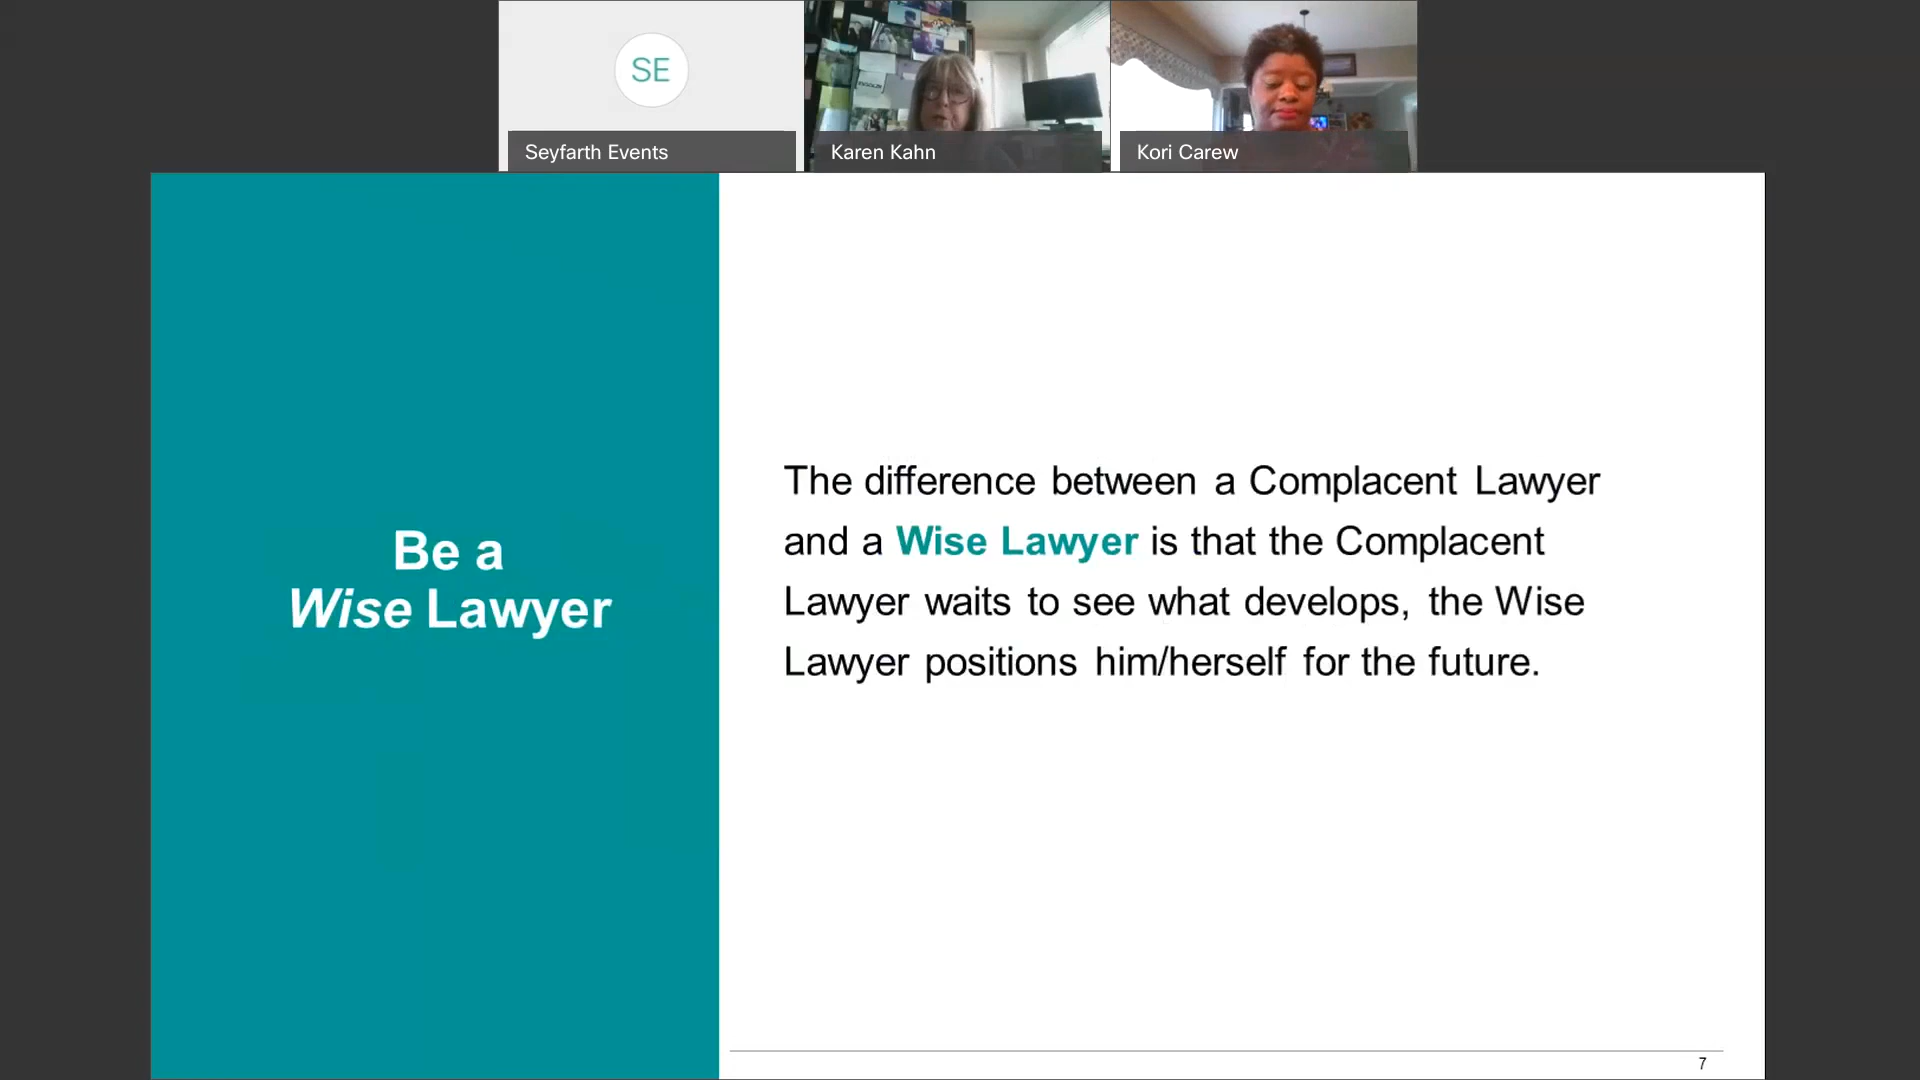 SE
Seyfarth Events
Karen Kahn
Kori Carew
Be a
Wise Lawyer
The difference between a Complacent Lawyer
and a Wise Lawyer is that the Complacent
Lawyer waits to see what develops, the Wise
Lawyer positions him/herself for the future.
7